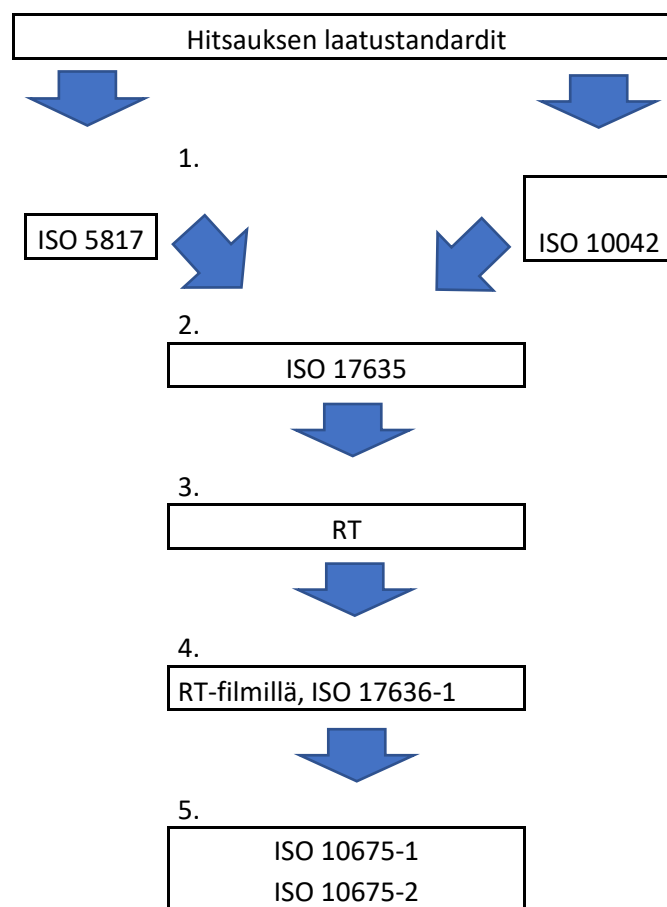 Hitsauksen laatustandardit
1.
ISO 5817
ISO 10042
2.
ISO 17635
3.
RT
4.
RT-filmillä, ISO 17636-1
5.
ISO 10675-1
ISO 10675-2